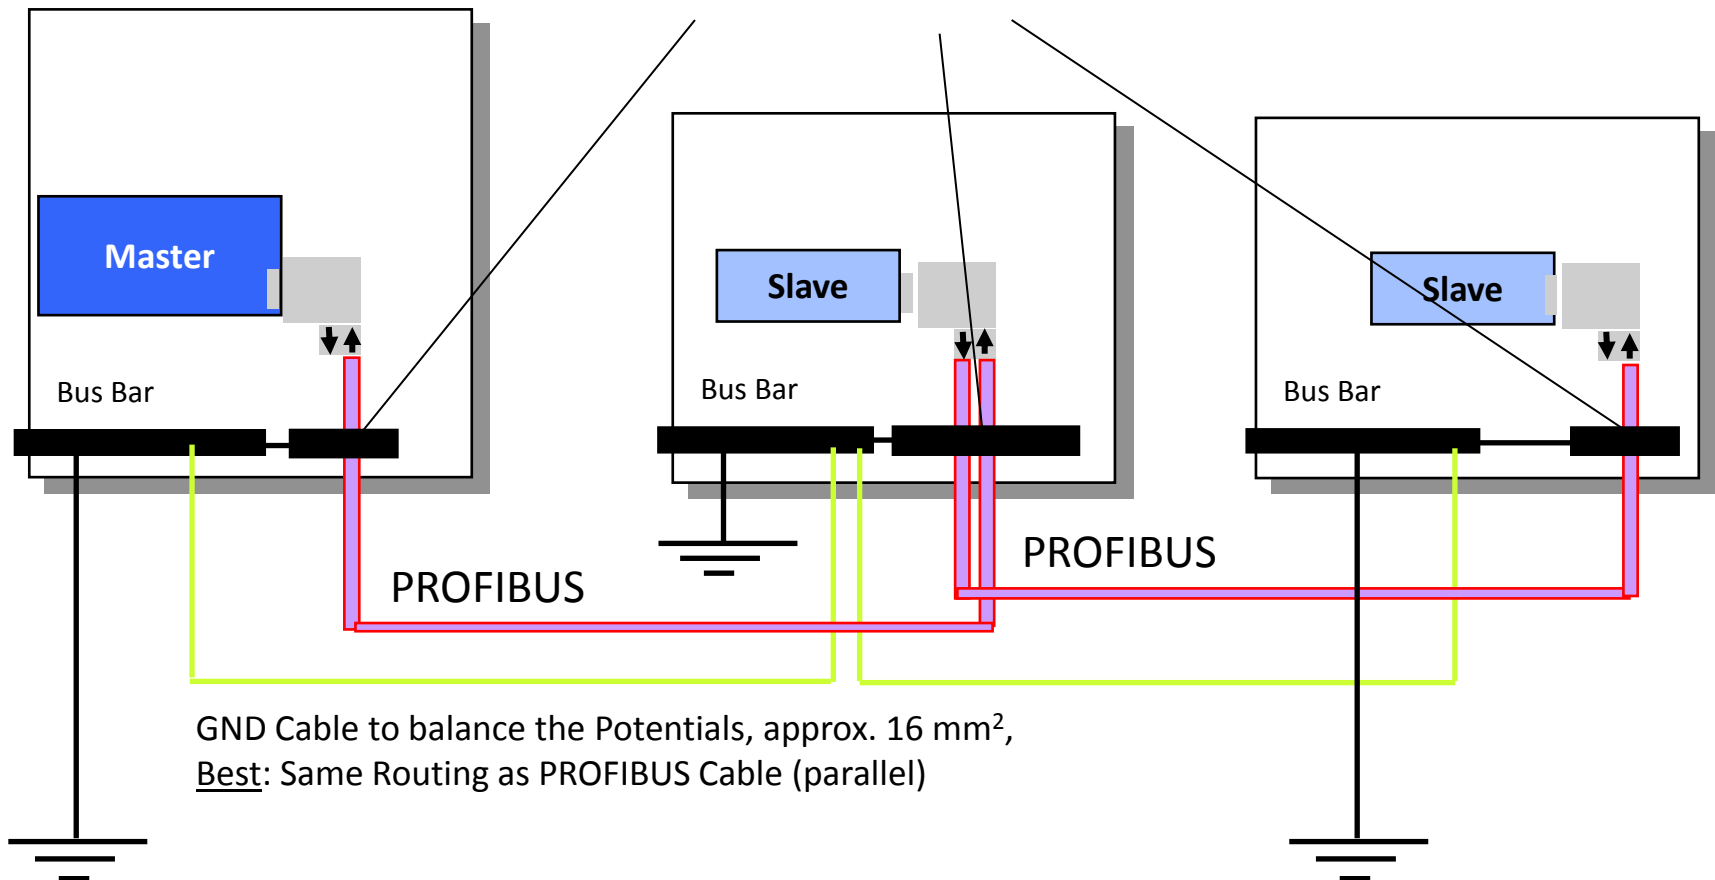 Master
Slave
Slave
Bus Bar
Bus Bar
Bus Bar
PROFIBUS
PROFIBUS
GND Cable to balance the Potentials, approx. 16 mm²,
Best: Same Routing as PROFIBUS Cable (parallel)